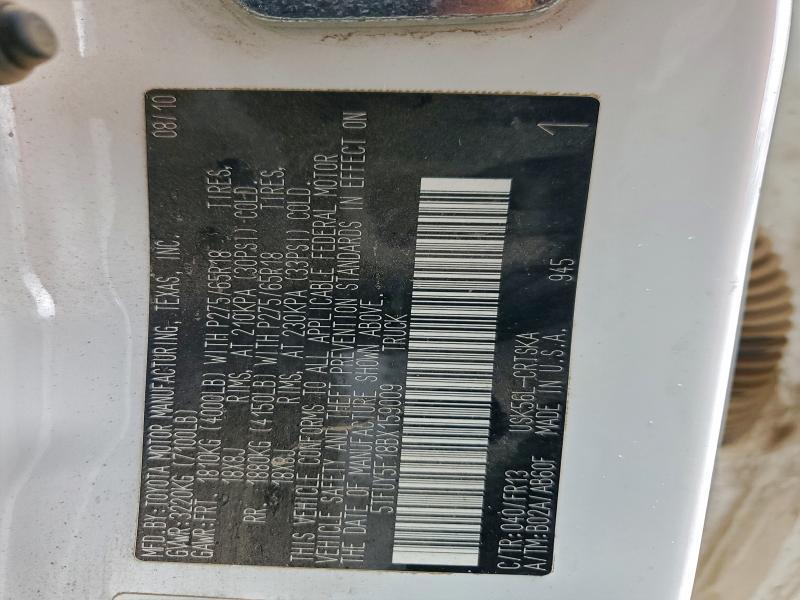 MFD.BY:TOYOTA MOTOR MANUFACTURING, TEXAS, INC. 08/10
GVWR:3220KG(7100LB)
GAWR:FRT. 1810KG(4000LB)WITH P275/65R18 TIRES,
18X8J RIMS, AT 210KPA(30PSI)COLD.
RR. 1880KG(4150LB)WITH P275/65R18 TIRES,
18X8J RIMS, AT 230KPA(33PSI)COLD.
THIS VEHICLE CONFORMS TO ALL APPLICABLE FEDERAL MOTOR
VEHICLE SAFETY AND THEFT PREVENTION STANDARDS IN EFFECT ON
THE DATE OF MANUFACTURE SHOWN ABOVE.
5TFUY5F18BX159009 TRUCK
C/TR:040/FR13 USK56L-CRTSKA
A/TM:B02A/AB60F MADE IN U.S.A. 945
1